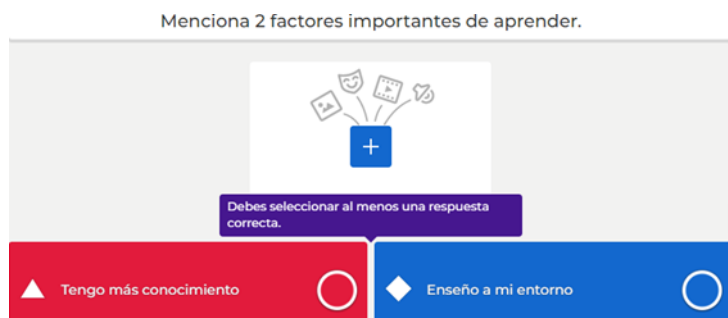 Menciona 2 factores importantes de aprender.
Debes seleccionar al menos una respuesta
correcta.
Tengo más conocimiento
Enseño a mi entorno